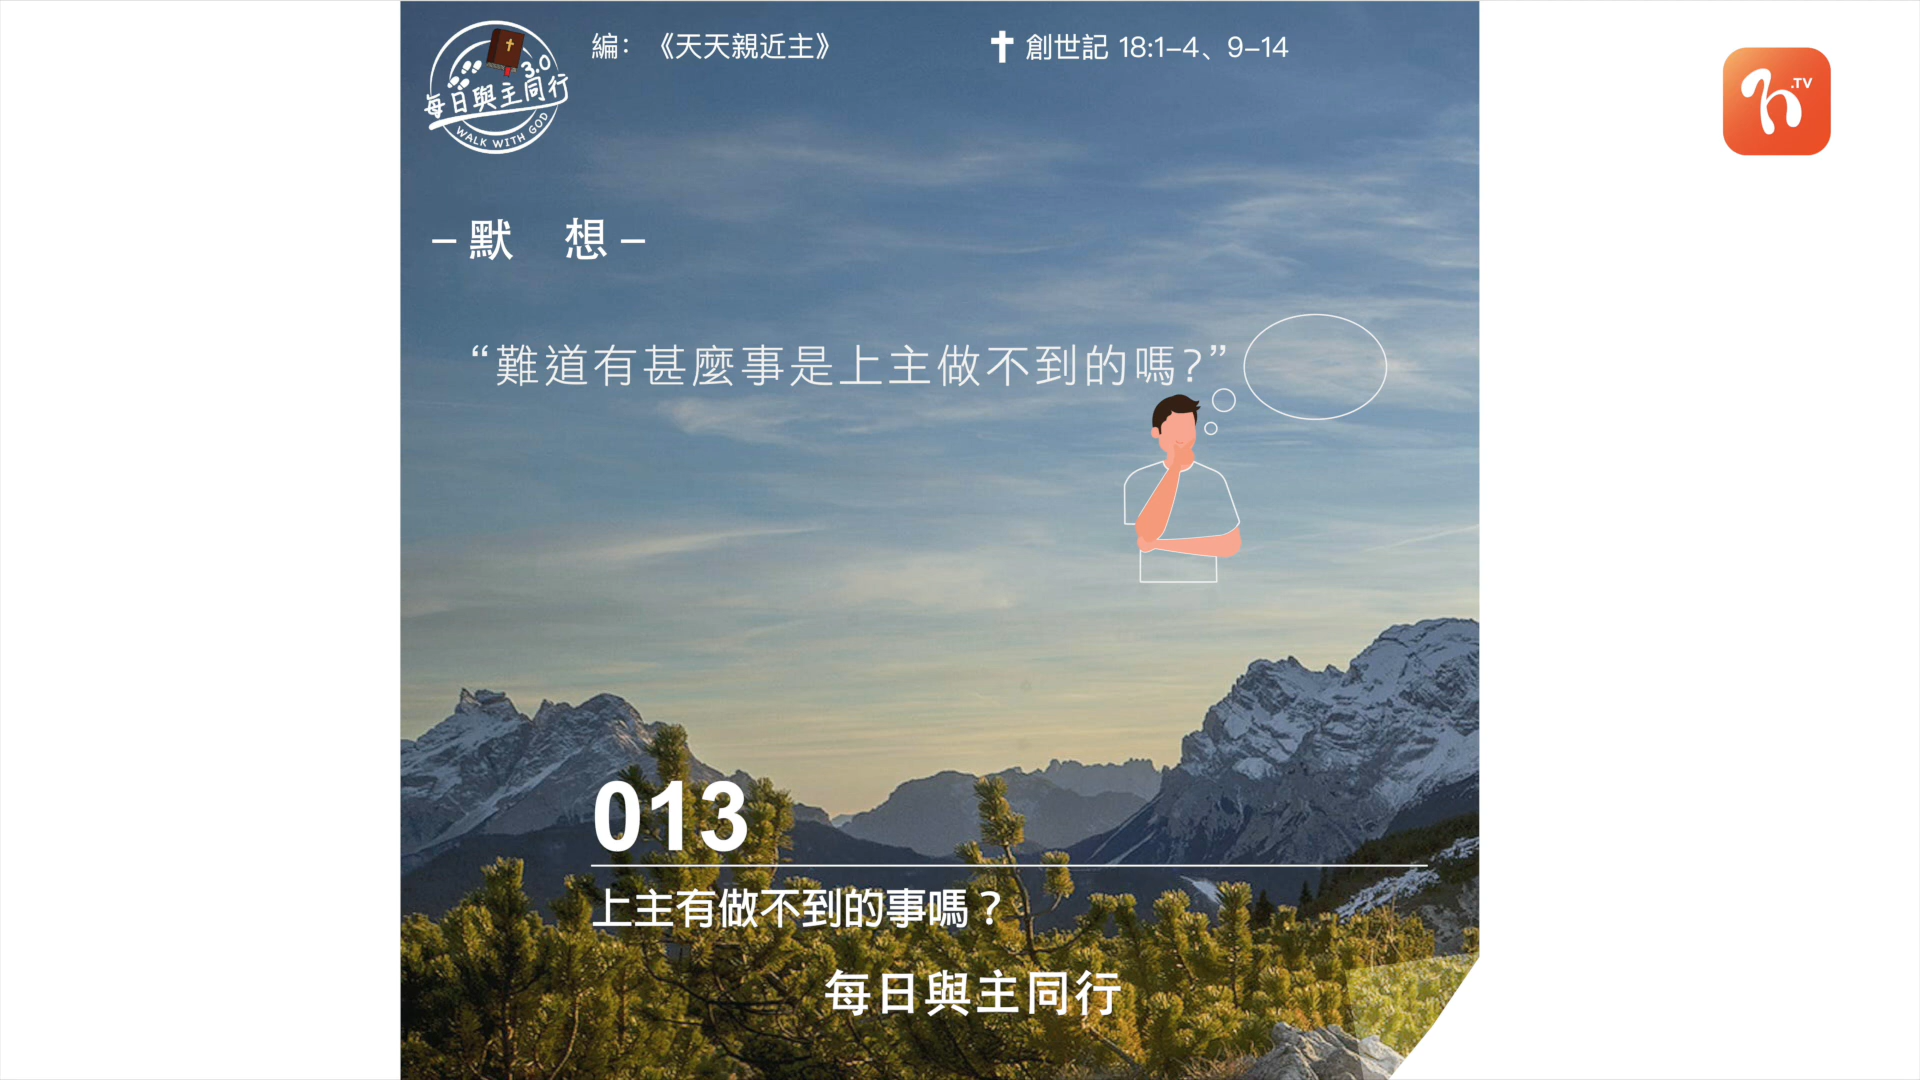 3.0
每日與主同行
WALK WITH GOD
編：《天天親近主》
創世記 18:1–4、9–14
.TV
–默 想–
“難道有甚麼事是上主做不到的嗎?”
013
上主有做不到的事嗎？
每日與主同行